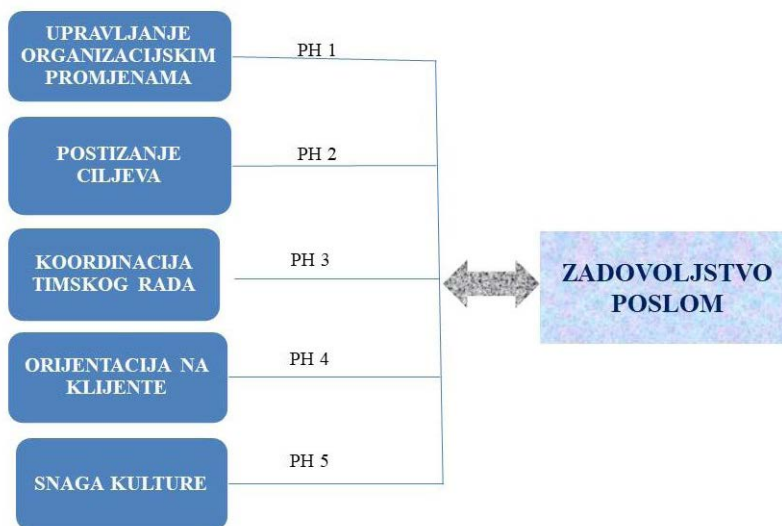 UPRAVLJANJE
ORGANIZACIJSKIM
PROMJENAMA
PH 1
POSTIZANJE
CILJEVA
PH 2
KOORDINACIJA
TIMSKOG RADA
PH 3
ORIJENTACIJA NA
KLIJENTE
PH 4
SNAGA KULTURE
PH 5
ZADOVOLJSTVO
POSLOM